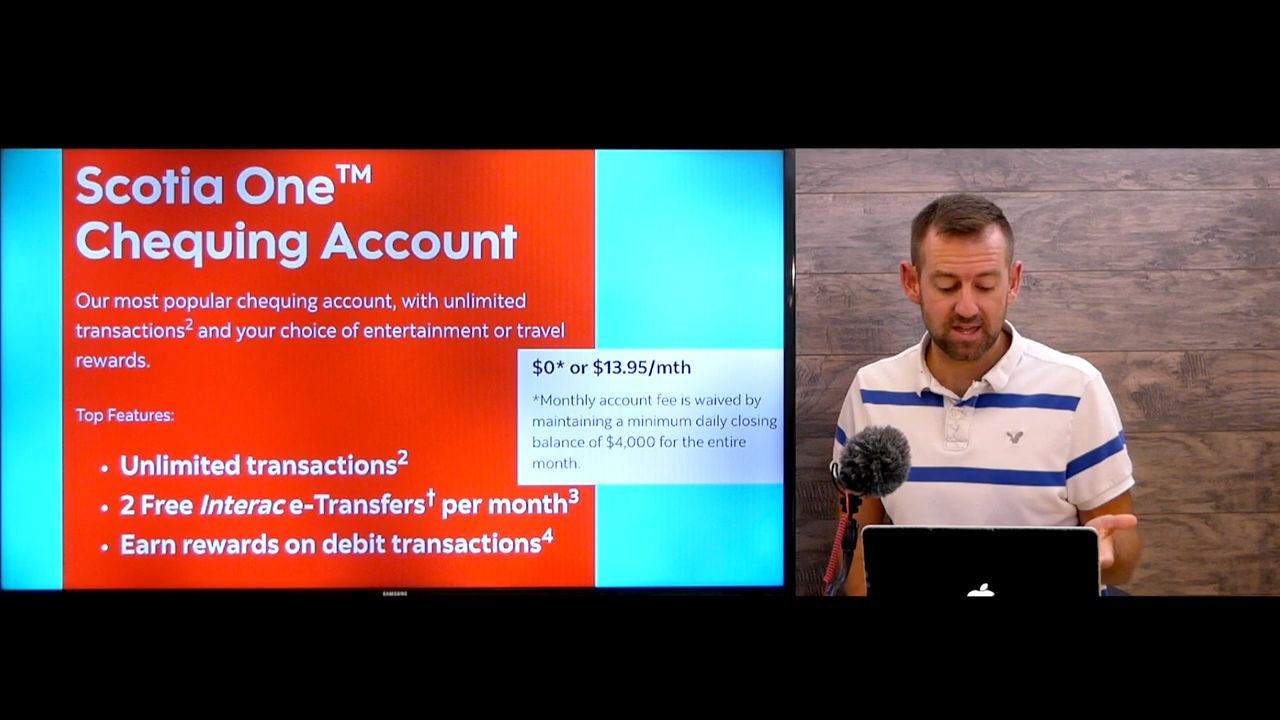 Scotia One™
Chequing Account
Our most popular chequing account, with unlimited
transactions² and your choice of entertainment or travel
rewards.
$0* or $13.95/mth
*Monthly account fee is waived by
maintaining a minimum daily closing
balance of $4,000 for the entire
month.
Top Features:
• Unlimited transactions²
• 2 Free Interac e-Transfers† per month³
• Earn rewards on debit transactions⁴
SAMSUNG